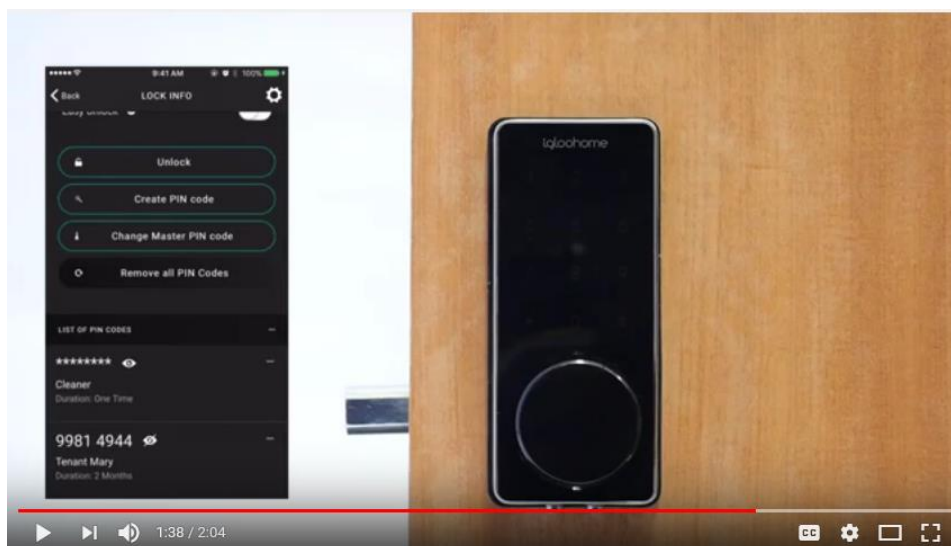 9:41 AM
100%
Back
LOCK INFO
Easy Unlock
Unlock
Create PIN code
Change Master PIN code
Remove all PIN Codes
LIST OF PIN CODES
********
Cleaner
Duration: One Time
9981 4944
Tenant Mary
Duration: 2 Months
igloohome
1:38 / 2:04
CC